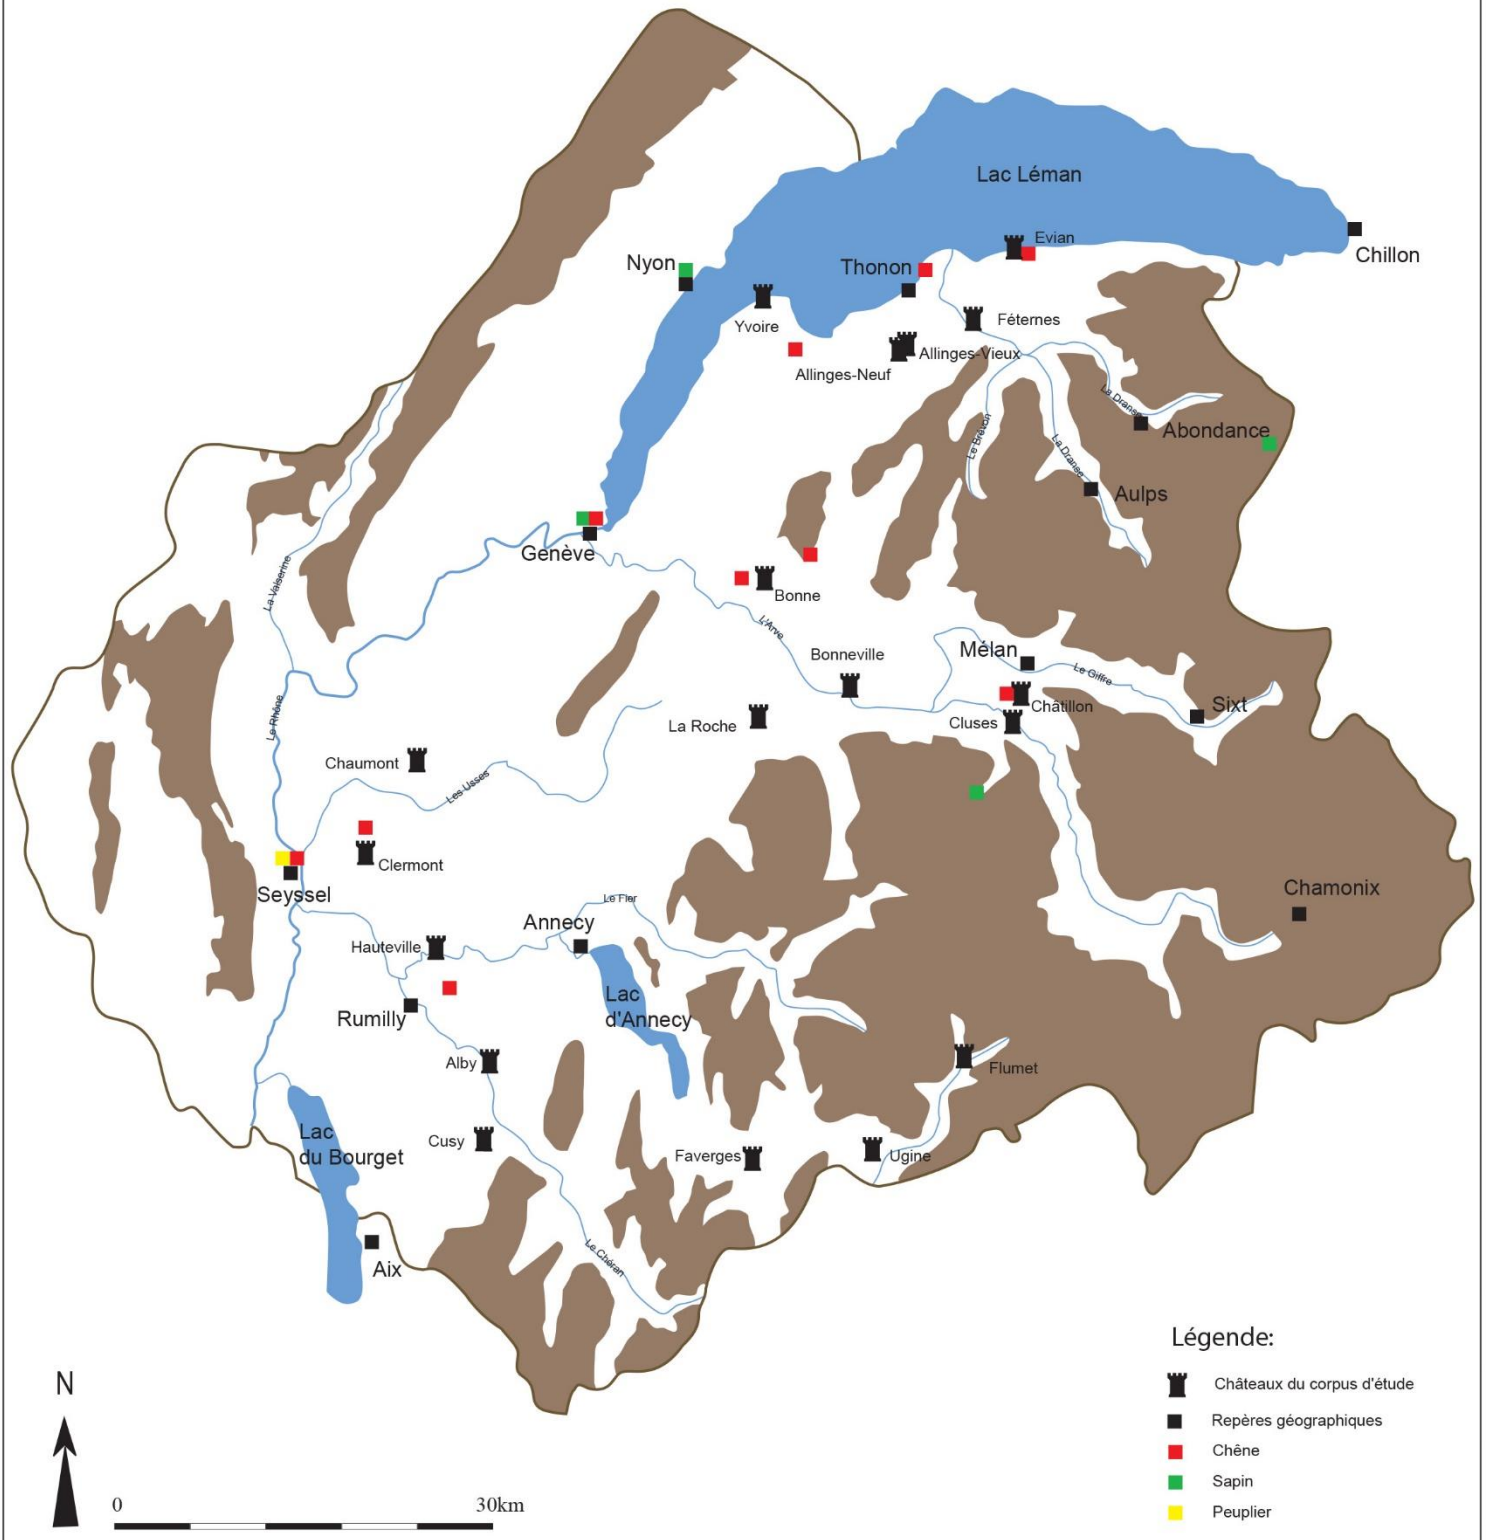 Lac Léman
Evian
Chillon
Nyon
Thonon
Yvoire
Féternes
Allinges-Vieux
Allinges-Neuf
La Dranse
Abondance
Le Brevon
La Dranse
Aulps
Genève
La Valserine
Bonne
L'Arve
Bonneville
Mélan
Le Giffre
Châtillon
Sixt
Le Rhône
La Roche
Cluses
Chaumont
Les Usses
Clermont
Seyssel
Chamonix
Le Fier
Annecy
Hauteville
Lac
d'Annecy
Rumilly
Alby
Flumet
Lac
du Bourget
Cusy
Faverges
Ugine
Le Chéran
Aix
Légende:
Châteaux du corpus d'étude
Repères géographiques
Chêne
Sapin
Peuplier
N
0 30km